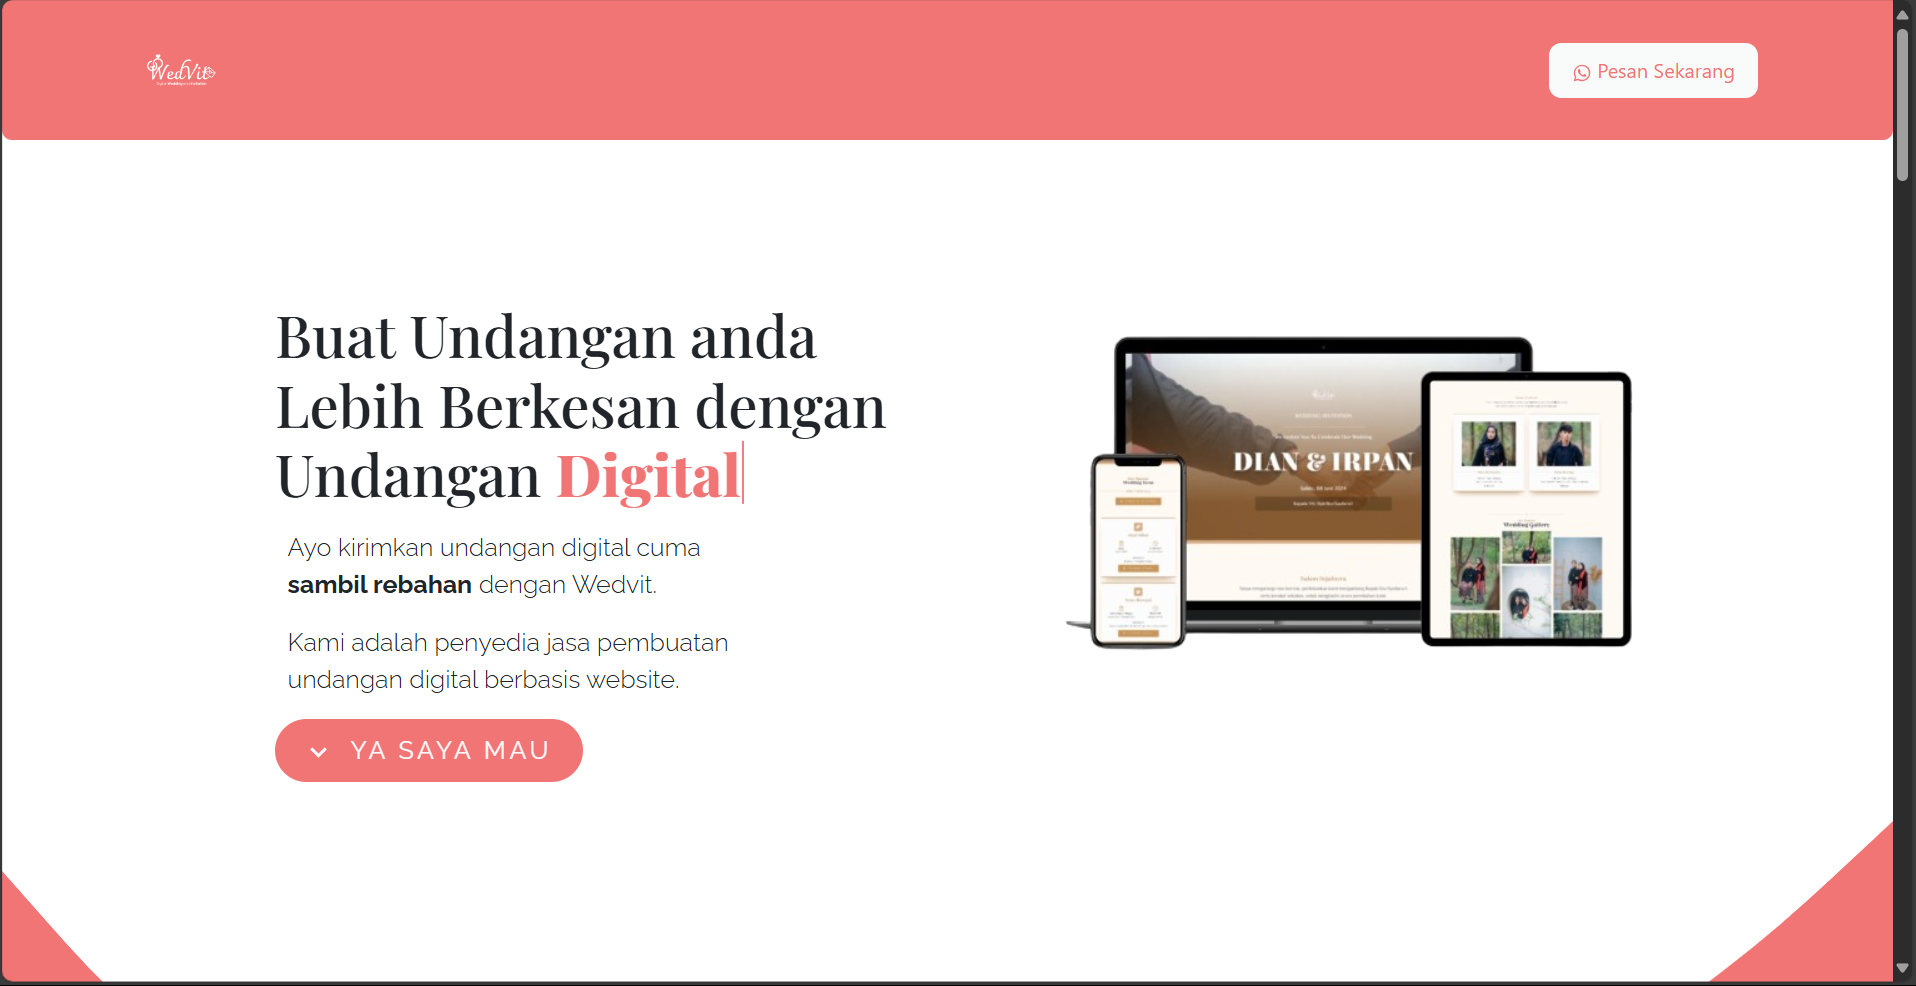 WedVit
Pesan Sekarang
Buat Undangan anda
Lebih Berkesan dengan
Undangan Digital
Ayo kirimkan undangan digital cuma
sambil rebahan dengan Wedvit.
Kami adalah penyedia jasa pembuatan
undangan digital berbasis website.
YA SAYA MAU
DIAN & IRPAN
Wedding Gallery